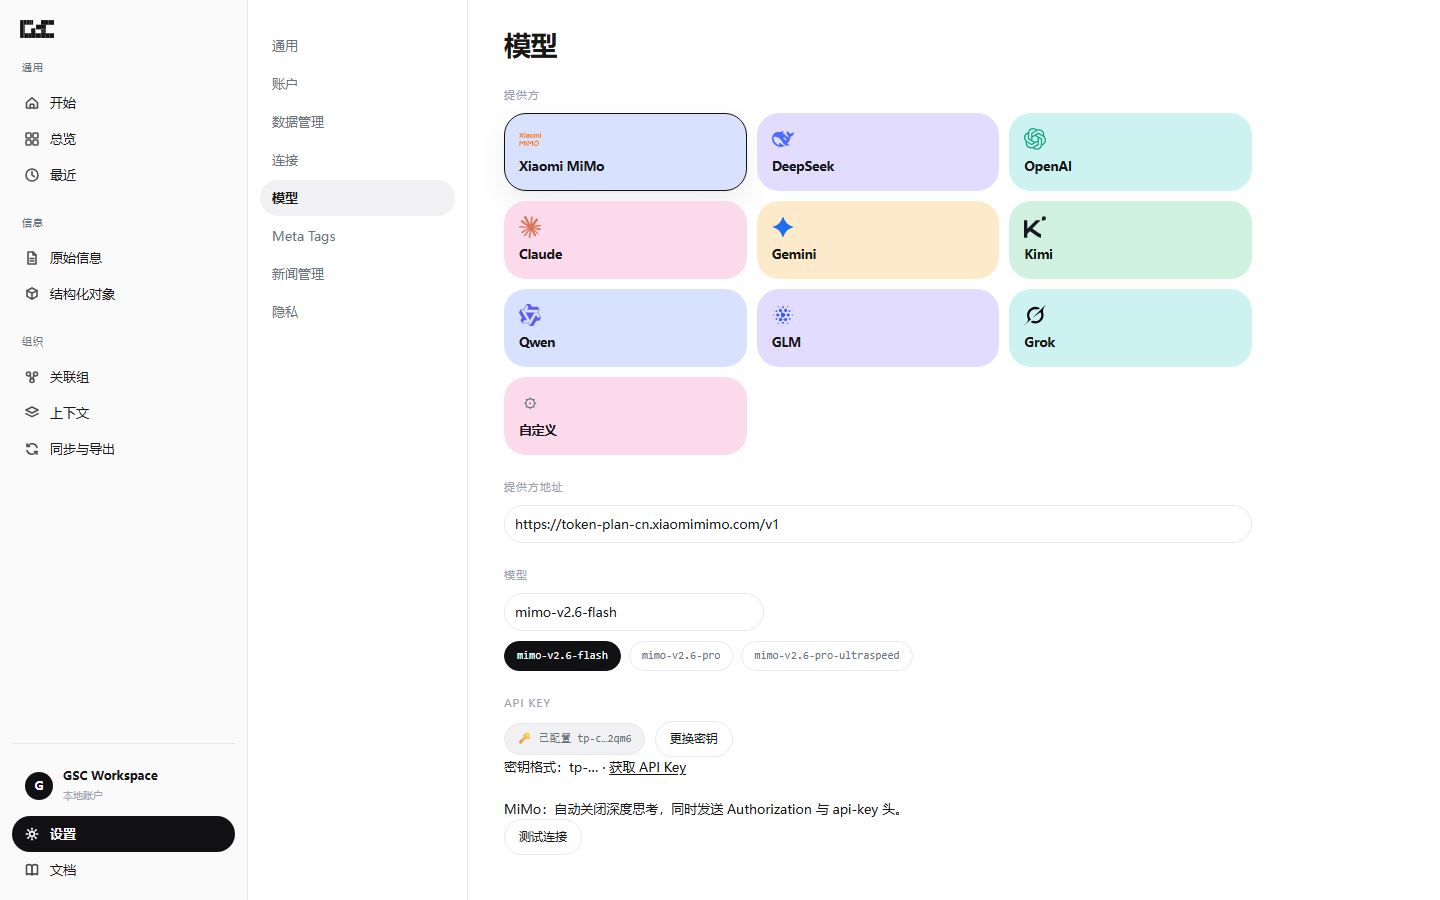 GSC
通用
开始
总览
最近
信息
原始信息
结构化对象
组织
关联组
上下文
同步与导出
G
GSC Workspace
本地账户
设置
文档
通用
账户
数据管理
连接
模型
Meta Tags
新闻管理
隐私
模型
提供方
Xiaomi
MiMO
Xiaomi MiMo
DeepSeek
OpenAI
Claude
Gemini
Kimi
Qwen
GLM
Grok
自定义
提供方地址
https://token-plan-cn.xiaomimimo.com/v1
模型
mimo-v2.6-flash
mimo-v2.6-flash mimo-v2.6-pro mimo-v2.6-pro-ultraspeed
API KEY
已配置 tp-c…2qm6 更换密钥
密钥格式：tp-... · 获取 API Key
MiMo：自动关闭深度思考，同时发送 Authorization 与 api-key 头。
测试连接